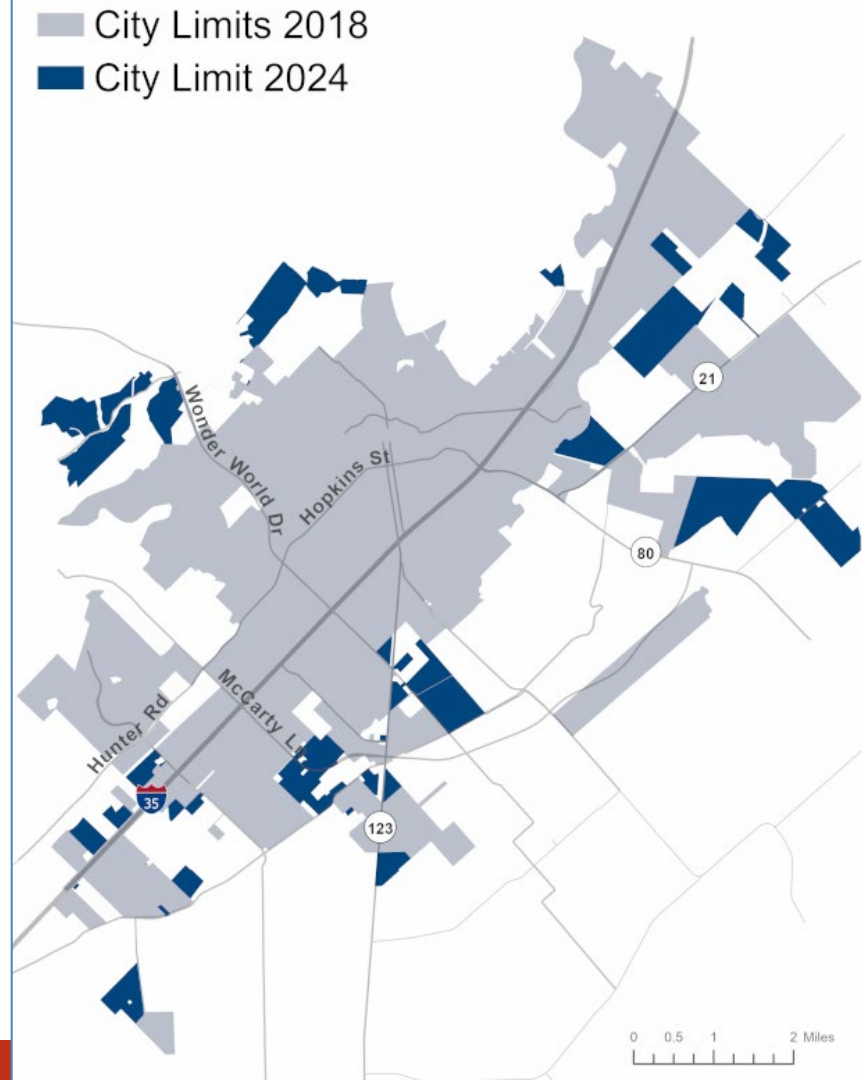 City Limits 2018
City Limit 2024
Wonder World Dr
Hopkins St
21
80
Hunter Rd
McCarty Ln
35
123
0 0.5 1 2 Miles